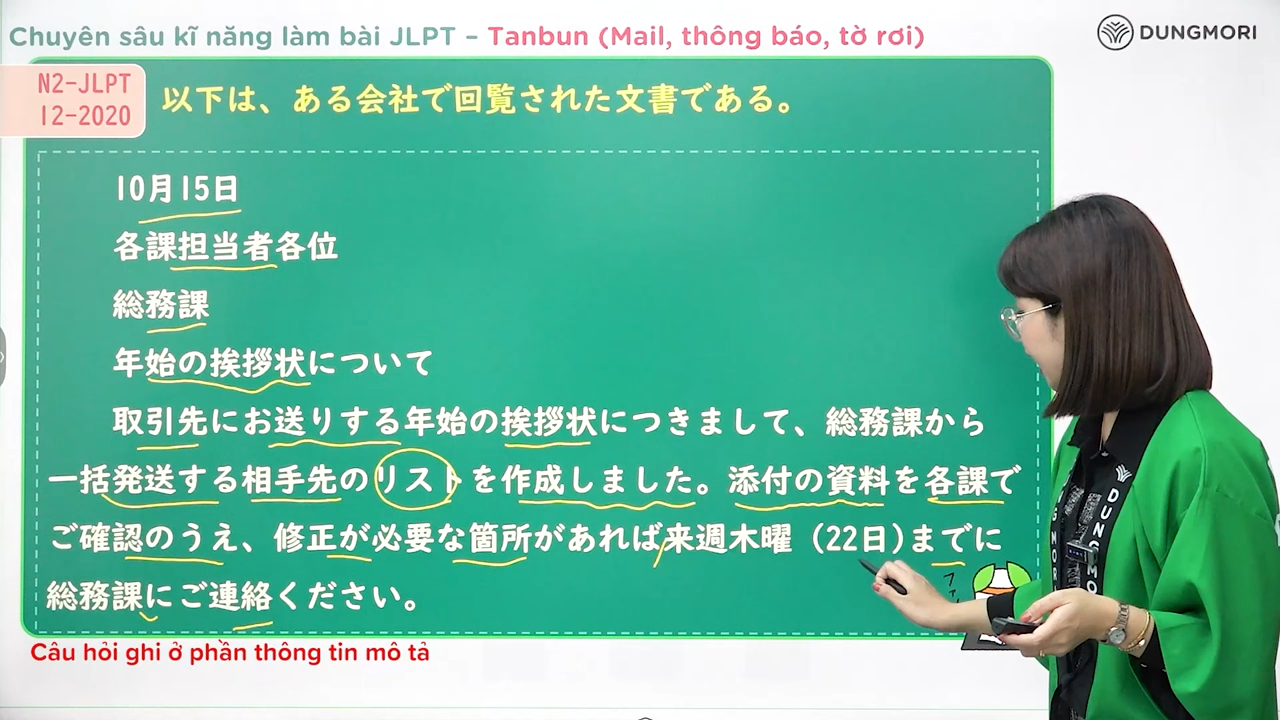 Chuyên sâu kĩ năng làm bài JLPT – Tanbun (Mail, thông báo, tờ rơi)
DUNGMORI
N2-JLPT
12-2020
以下は、ある会社で回覧された文書である。
10月15日
各課担当者各位
総務課
年始の挨拶状について
取引先にお送りする年始の挨拶状につきまして、総務課から
一括発送する相手先のリストを作成しました。添付の資料を各課で
ご確認のうえ、修正が必要な箇所があれば来週木曜（22日）までに
総務課にご連絡ください。
Câu hỏi ghi ở phần thông tin mô tả